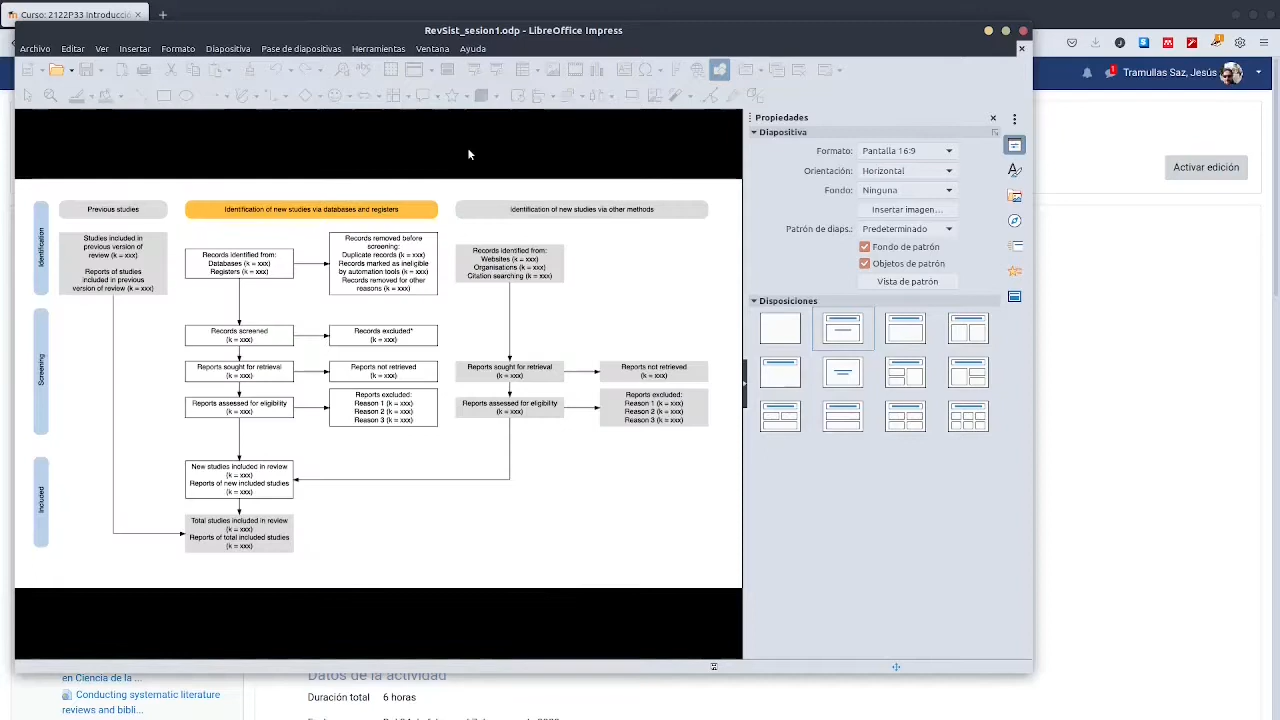 Curso: 2122P33 Introducció
RevSist_sesion1.odp - LibreOffice Impress
Archivo Editar Ver Insertar Formato Diapositiva Pase de diapositivas Herramientas Ventana Ayuda
Tramullas Saz, Jesús
Activar edición
Propiedades
Diapositiva
Formato: Pantalla 16:9
Orientación: Horizontal
Fondo: Ninguna
Insertar imagen...
Patrón de diaps.: Predeterminado
Fondo de patrón
Objetos de patrón
Vista de patrón
Disposiciones
Previous studies
Identification of new studies via databases and registers
Identification of new studies via other methods
Identification
Studies included in
previous version of
review (k = xxx)
Reports of studies
included in previous
version of review (k = xxx)
Records identified from:
Databases (k = xxx)
Registers (k = xxx)
Records removed before
screening:
Duplicate records (k = xxx)
Records marked as ineligible
by automation tools (k = xxx)
Records removed for other
reasons (k = xxx)
Records identified from:
Websites (k = xxx)
Organisations (k = xxx)
Citation searching (k = xxx)
Screening
Records screened
(k = xxx)
Records excluded*
(k = xxx)
Reports sought for retrieval
(k = xxx)
Reports not retrieved
(k = xxx)
Reports sought for retrieval
(k = xxx)
Reports not retrieved
(k = xxx)
Reports assessed for eligibility
(k = xxx)
Reports excluded:
Reason 1 (k = xxx)
Reason 2 (k = xxx)
Reason 3 (k = xxx)
Reports assessed for eligibility
(k = xxx)
Reports excluded:
Reason 1 (k = xxx)
Reason 2 (k = xxx)
Reason 3 (k = xxx)
Included
New studies included in review
(k = xxx)
Reports of new included studies
(k = xxx)
Total studies included in review
(k = xxx)
Reports of total included studies
(k = xxx)
en Ciencia de la ...
Conducting systematic literature
reviews and bibli...
Datos de la actividad
Duración total 6 horas